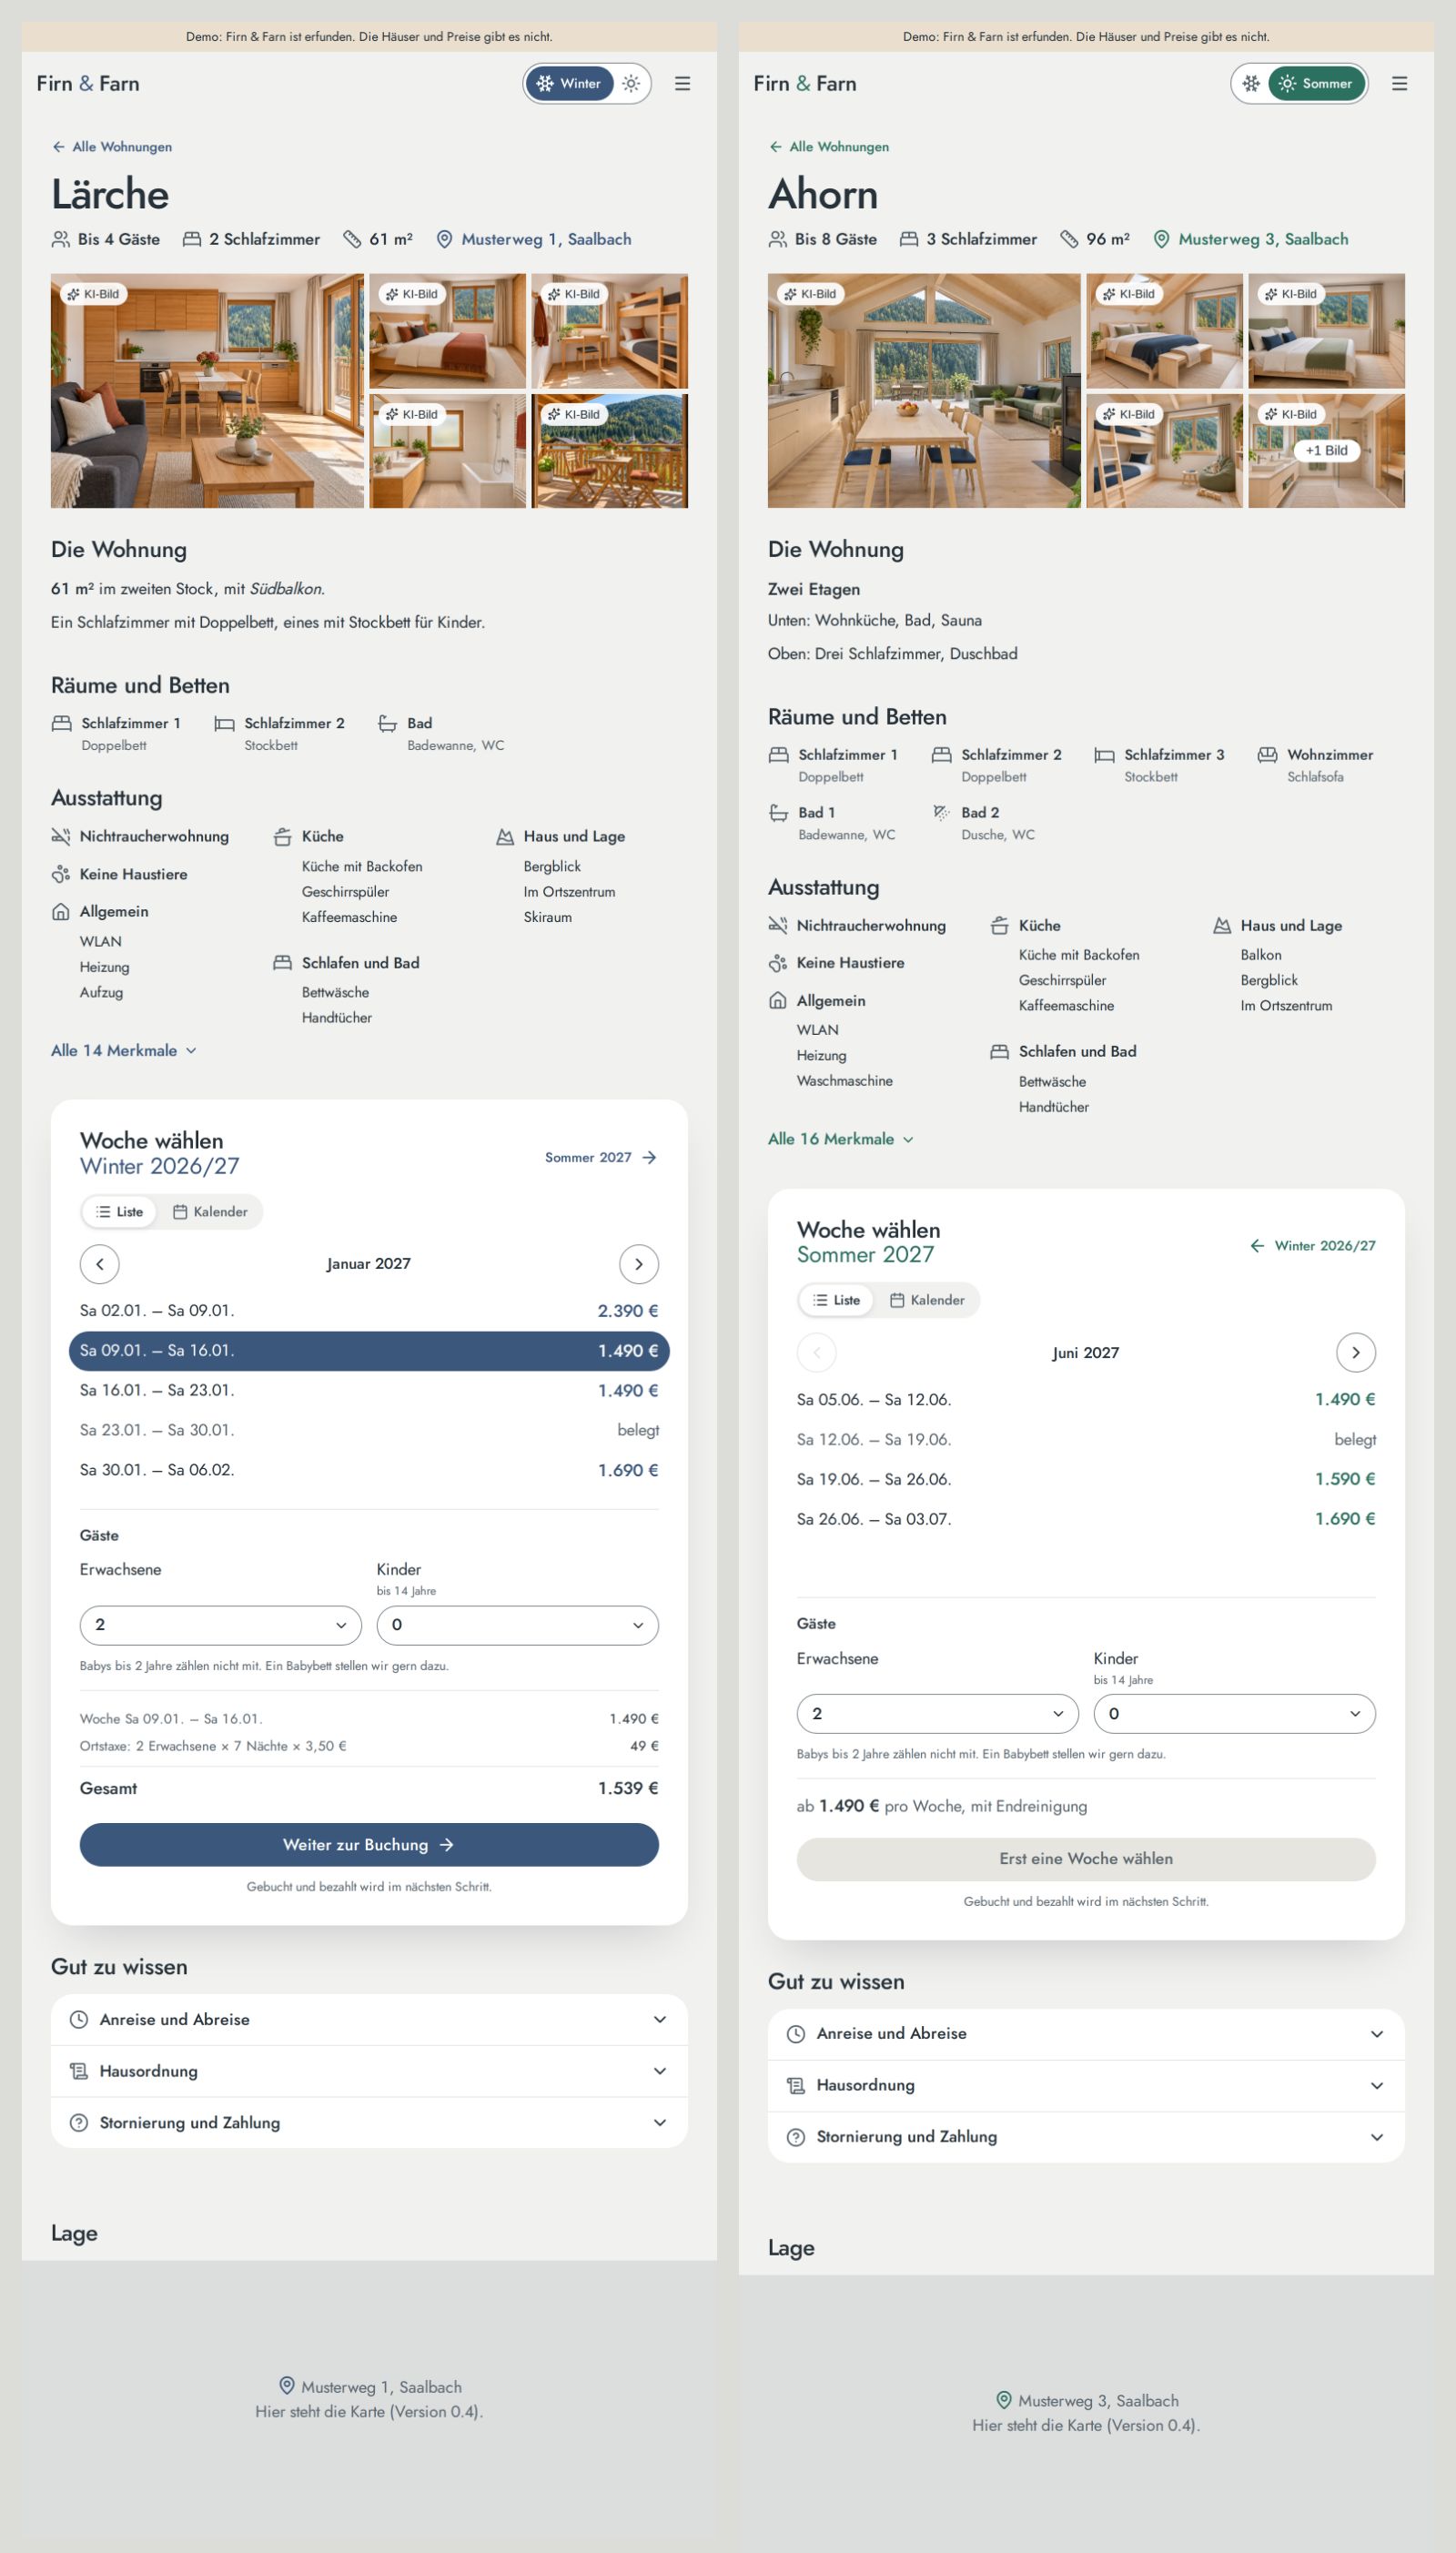 Demo: Firn & Farn ist erfunden. Die Häuser und Preise gibt es nicht.
Firn & Farn
Winter
Alle Wohnungen
Lärche
Bis 4 Gäste
2 Schlafzimmer
61 m²
Musterweg 1, Saalbach
KI-Bild
KI-Bild
KI-Bild
KI-Bild
KI-Bild
Die Wohnung
61 m² im zweiten Stock, mit Südbalkon.
Ein Schlafzimmer mit Doppelbett, eines mit Stockbett für Kinder.
Räume und Betten
Schlafzimmer 1
Doppelbett
Schlafzimmer 2
Stockbett
Bad
Badewanne, WC
Ausstattung
Nichtraucherwohnung
Keine Haustiere
Allgemein
WLAN
Heizung
Aufzug
Küche
Küche mit Backofen
Geschirrspüler
Kaffeemaschine
Schlafen und Bad
Bettwäsche
Handtücher
Haus und Lage
Bergblick
Im Ortszentrum
Skiraum
Alle 14 Merkmale
Woche wählen
Winter 2026/27
Sommer 2027
Liste
Kalender
Januar 2027
Sa 02.01. – Sa 09.01. 2.390 €
Sa 09.01. – Sa 16.01. 1.490 €
Sa 16.01. – Sa 23.01. 1.490 €
Sa 23.01. – Sa 30.01. belegt
Sa 30.01. – Sa 06.02. 1.690 €
Gäste
Erwachsene
2
Kinder
bis 14 Jahre
0
Babys bis 2 Jahre zählen nicht mit. Ein Babybett stellen wir gern dazu.
Woche Sa 09.01. – Sa 16.01. 1.490 €
Ortstaxe: 2 Erwachsene × 7 Nächte × 3,50 € 49 €
Gesamt 1.539 €
Weiter zur Buchung
Gebucht und bezahlt wird im nächsten Schritt.
Gut zu wissen
Anreise und Abreise
Hausordnung
Stornierung und Zahlung
Lage
Musterweg 1, Saalbach
Hier steht die Karte (Version 0.4).
Demo: Firn & Farn ist erfunden. Die Häuser und Preise gibt es nicht.
Firn & Farn
Sommer
Alle Wohnungen
Ahorn
Bis 8 Gäste
3 Schlafzimmer
96 m²
Musterweg 3, Saalbach
KI-Bild
KI-Bild
KI-Bild
KI-Bild
KI-Bild
+1 Bild
Die Wohnung
Zwei Etagen
Unten: Wohnküche, Bad, Sauna
Oben: Drei Schlafzimmer, Duschbad
Räume und Betten
Schlafzimmer 1
Doppelbett
Schlafzimmer 2
Doppelbett
Schlafzimmer 3
Stockbett
Wohnzimmer
Schlafsofa
Bad 1
Badewanne, WC
Bad 2
Dusche, WC
Ausstattung
Nichtraucherwohnung
Keine Haustiere
Allgemein
WLAN
Heizung
Waschmaschine
Küche
Küche mit Backofen
Geschirrspüler
Kaffeemaschine
Schlafen und Bad
Bettwäsche
Handtücher
Haus und Lage
Balkon
Bergblick
Im Ortszentrum
Alle 16 Merkmale
Woche wählen
Sommer 2027
Winter 2026/27
Liste
Kalender
Juni 2027
Sa 05.06. – Sa 12.06. 1.490 €
Sa 12.06. – Sa 19.06. belegt
Sa 19.06. – Sa 26.06. 1.590 €
Sa 26.06. – Sa 03.07. 1.690 €
Gäste
Erwachsene
2
Kinder
bis 14 Jahre
0
Babys bis 2 Jahre zählen nicht mit. Ein Babybett stellen wir gern dazu.
ab 1.490 € pro Woche, mit Endreinigung
Erst eine Woche wählen
Gebucht und bezahlt wird im nächsten Schritt.
Gut zu wissen
Anreise und Abreise
Hausordnung
Stornierung und Zahlung
Lage
Musterweg 3, Saalbach
Hier steht die Karte (Version 0.4).